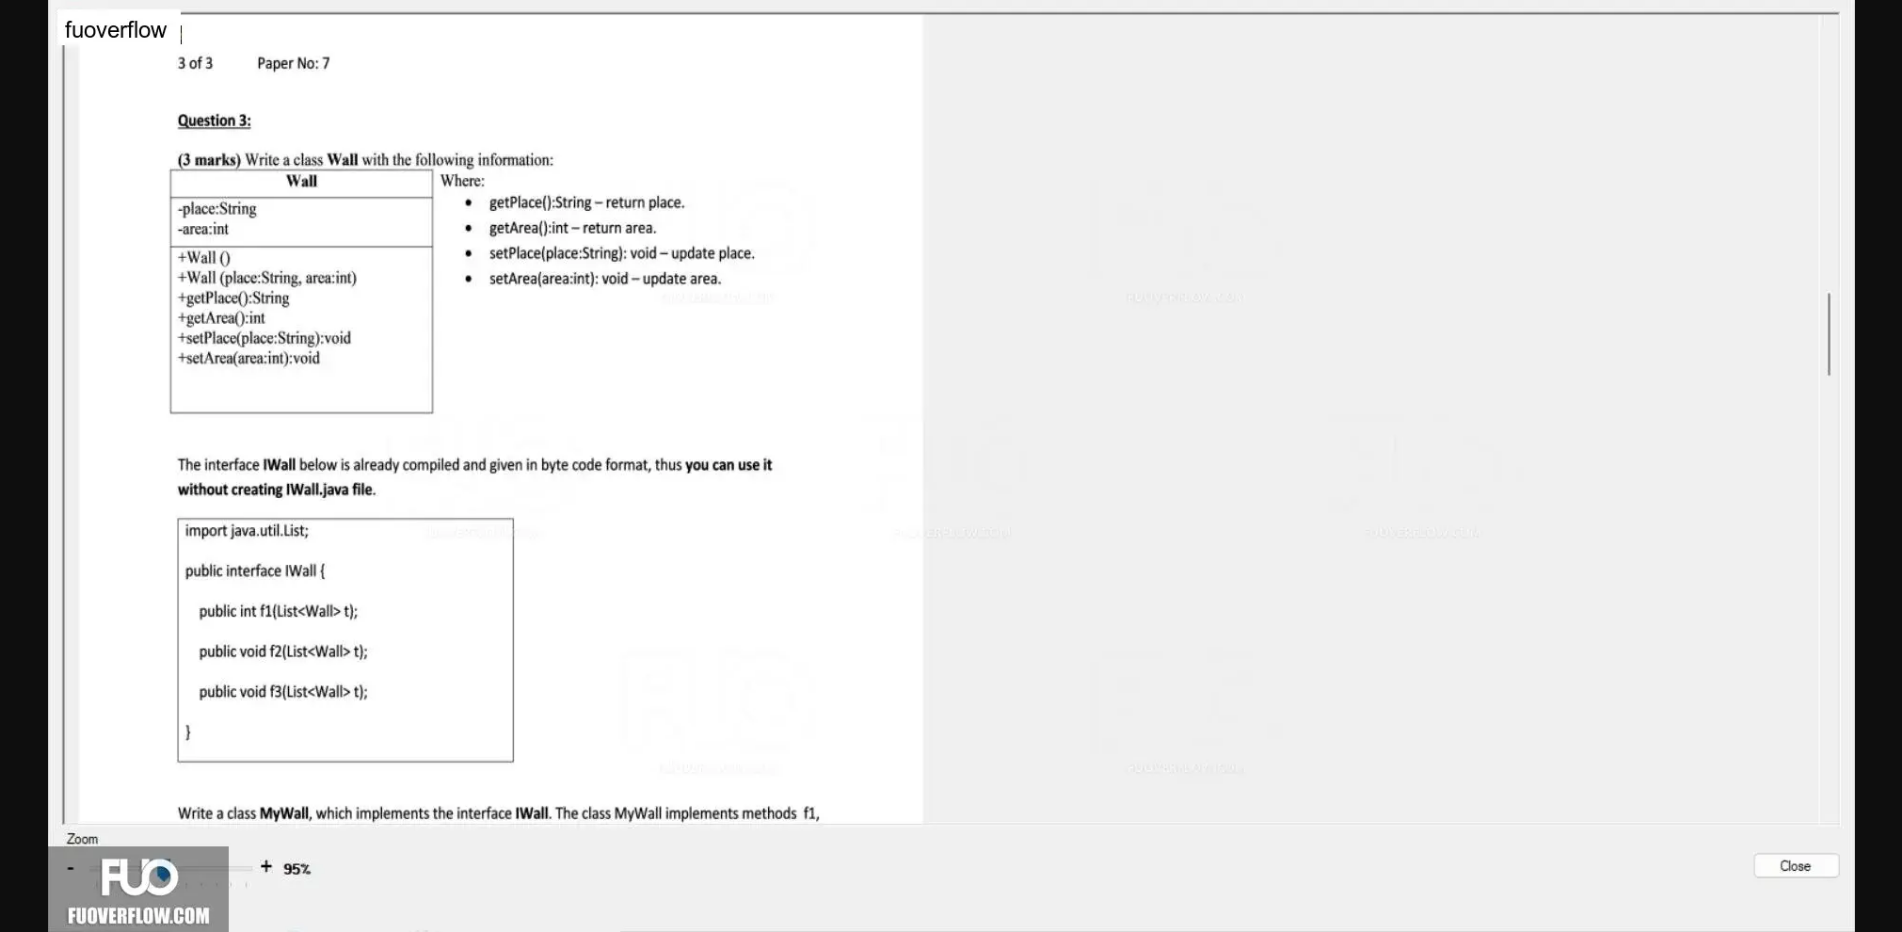 fuoverflow
3 of 3 Paper No: 7
Question 3:
(3 marks) Write a class Wall with the following information:
Wall
-place:String
-area:int
+Wall ()
+Wall (place:String, area:int)
+getPlace():String
+getArea():int
+setPlace(place:String):void
+setArea(area:int):void
Where:
• getPlace():String – return place.
• getArea():int – return area.
• setPlace(place:String): void – update place.
• setArea(area:int): void – update area.
The interface IWall below is already compiled and given in byte code format, thus you can use it
without creating IWall.java file.
import java.util.List;
public interface IWall {
public int f1(List<Wall> t);
public void f2(List<Wall> t);
public void f3(List<Wall> t);
}
Write a class MyWall, which implements the interface IWall. The class MyWall implements methods f1,
Zoom
- + 95%
Close
FUO
FUOVERFLOW.COM